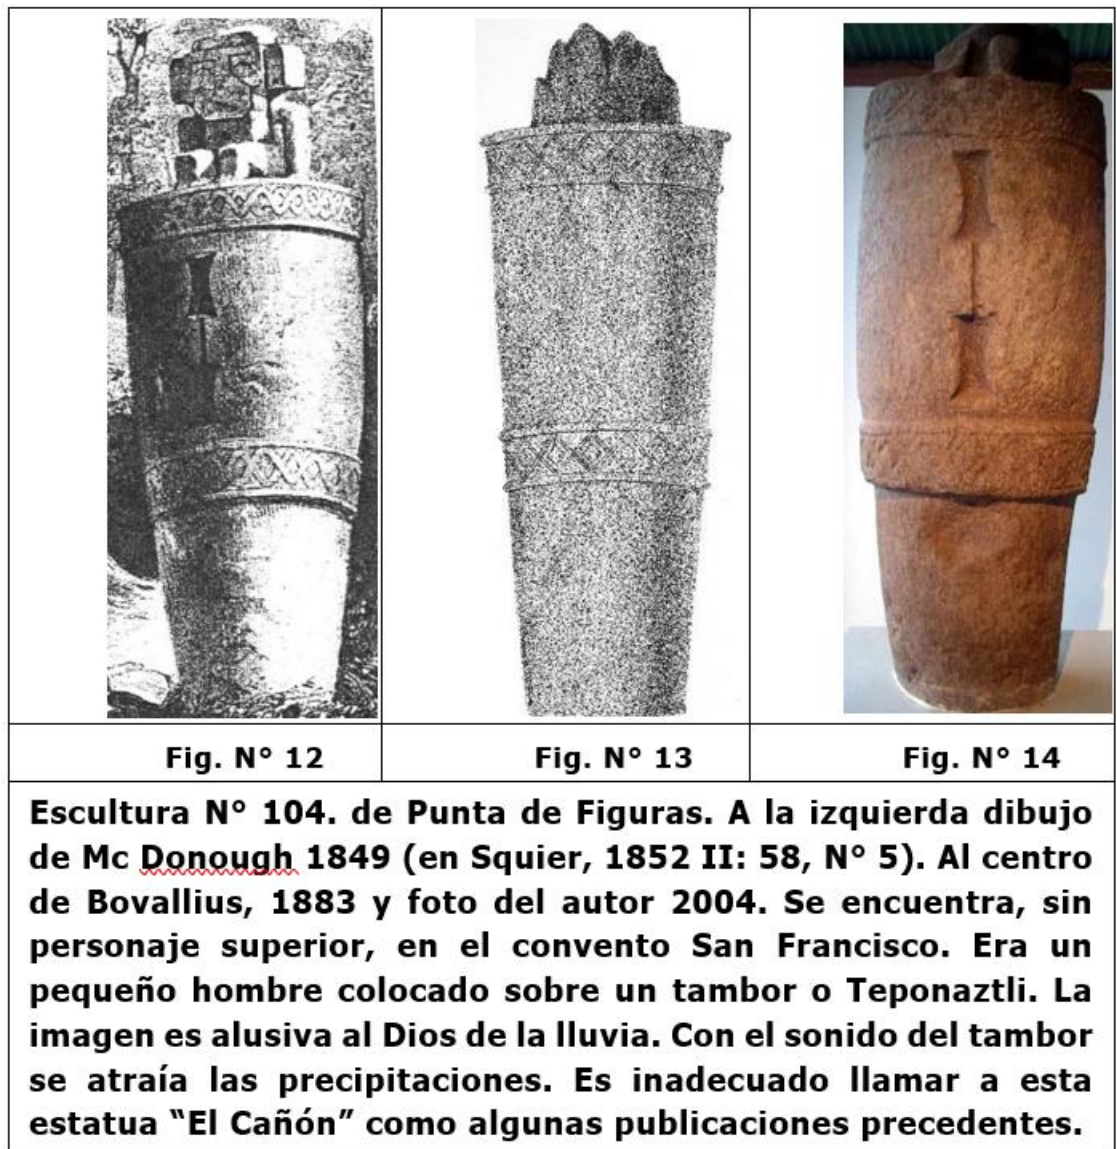 Fig. N° 12
Fig. N° 13
Fig. N° 14
Escultura N° 104. de Punta de Figuras. A la izquierda dibujo
de Mc Donough 1849 (en Squier, 1852 II: 58, N° 5). Al centro
de Bovallius, 1883 y foto del autor 2004. Se encuentra, sin
personaje superior, en el convento San Francisco. Era un
pequeño hombre colocado sobre un tambor o Teponaztli. La
imagen es alusiva al Dios de la lluvia. Con el sonido del tambor
se atraía las precipitaciones. Es inadecuado llamar a esta
estatua “El Cañón” como algunas publicaciones precedentes.